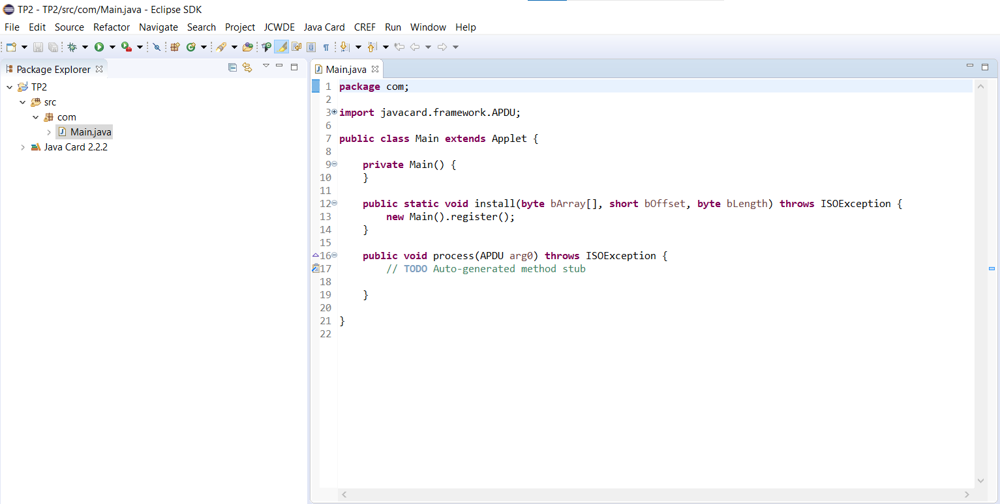 TP2 - TP2/src/com/Main.java - Eclipse SDK
File Edit Source Refactor Navigate Search Project JCWDE Java Card CREF Run Window Help
Package Explorer
TP2
src
com
Main.java
Java Card 2.2.2
Main.java
1 package com;
2
3 import javacard.framework.APDU;
6
7 public class Main extends Applet {
8
9     private Main() {
10     }
11
12     public static void install(byte bArray[], short bOffset, byte bLength) throws ISOException {
13         new Main().register();
14     }
15
16     public void process(APDU arg0) throws ISOException {
17         // TODO Auto-generated method stub
18
19     }
20
21 }
22